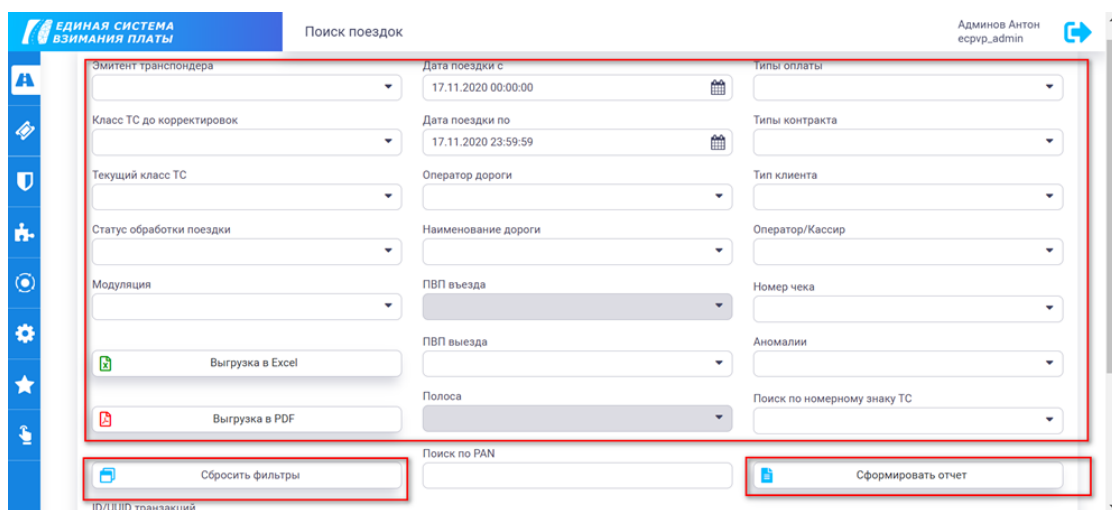 ЕДИНАЯ СИСТЕМА
ВЗИМАНИЯ ПЛАТЫ
Поиск поездок
Админов Антон
ecpvp_admin
Эмитент транспондера
Дата поездки с
Типы оплаты
17.11.2020 00:00:00
Класс ТС до корректировок
Дата поездки по
Типы контракта
17.11.2020 23:59:59
Текущий класс ТС
Оператор дороги
Тип клиента
Статус обработки поездки
Наименование дороги
Оператор/Кассир
Модуляция
ПВП въезда
Номер чека
ПВП выезда
Аномалии
Выгрузка в Excel
Полоса
Поиск по номерному знаку ТС
Выгрузка в PDF
Поиск по PAN
Сбросить фильтры
Сформировать отчет
ID/UUID транзакций